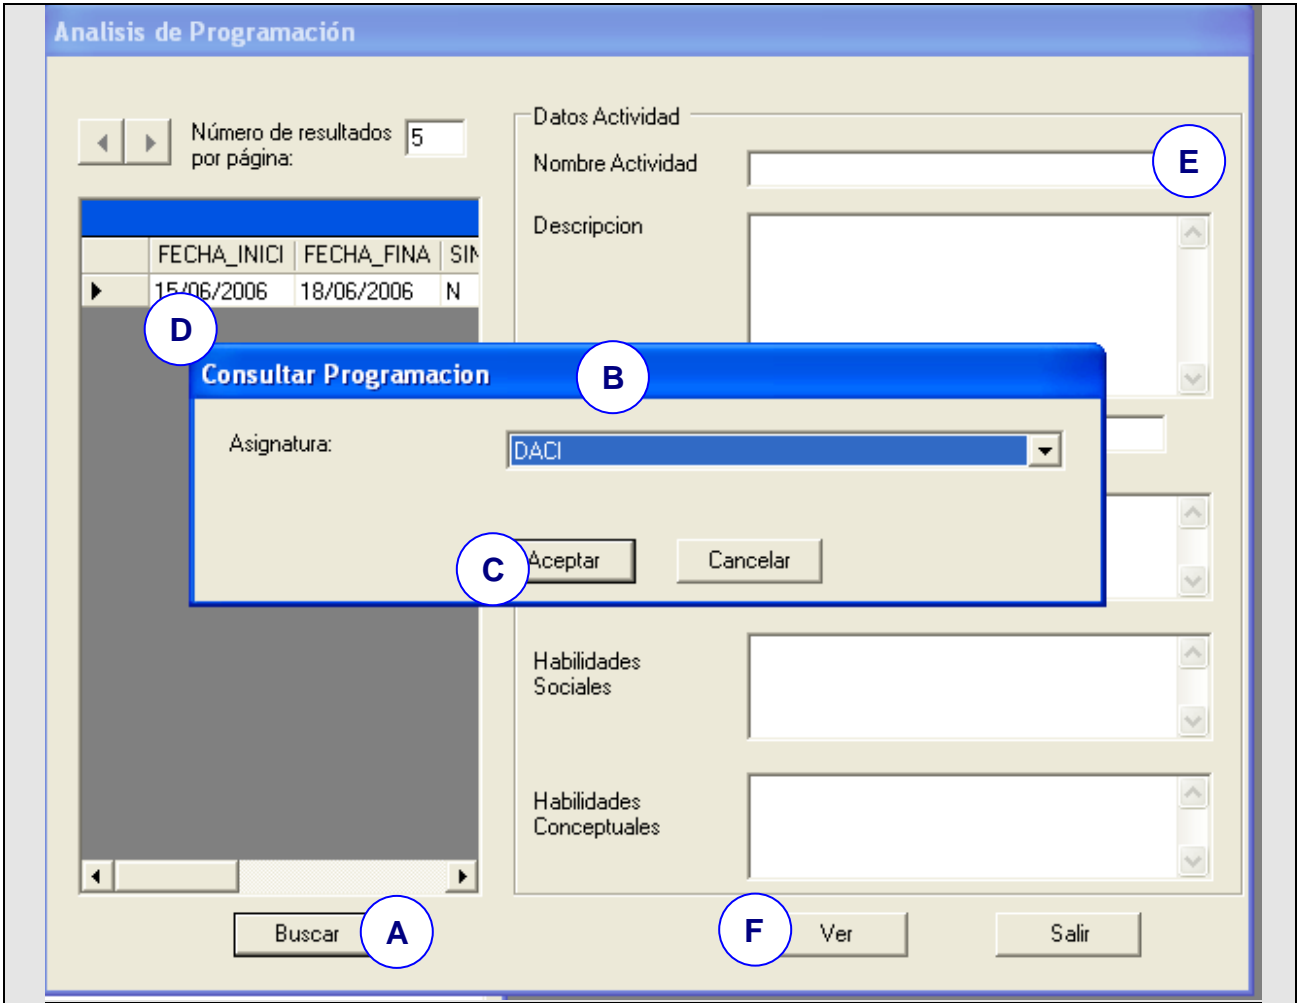 Analisis de Programación
Número de resultados
por página:
5
FECHA_INICI FECHA_FINA SIN
15/06/2006 18/06/2006 N
D
Datos Actividad
Nombre Actividad
E
Descripcion
Consultar Programacion
B
Asignatura:
DACI
C
Aceptar
Cancelar
Habilidades
Sociales
Habilidades
Conceptuales
Buscar
A
F
Ver
Salir